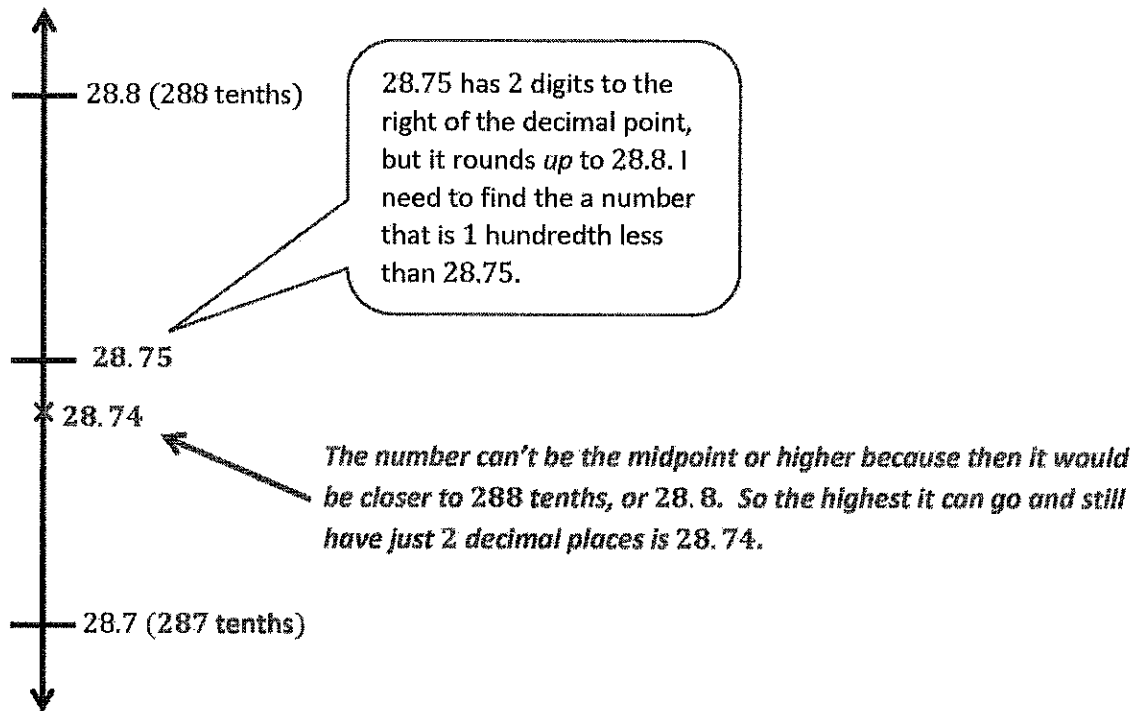 28.8 (288 tenths)
28.75 has 2 digits to the
right of the decimal point,
but it rounds up to 28.8. I
need to find the a number
that is 1 hundredth less
than 28.75.
28.75
28.74
The number can't be the midpoint or higher because then it would
be closer to 288 tenths, or 28.8. So the highest it can go and still
have just 2 decimal places is 28.74.
28.7 (287 tenths)